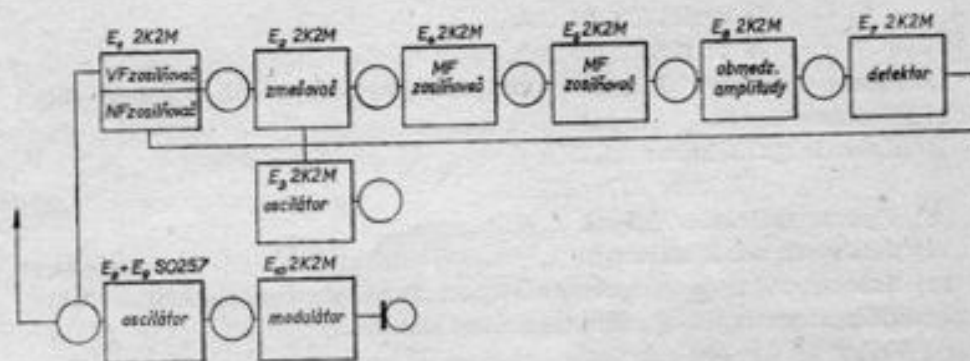 E₁ 2K2M
VF zosilňovač
NF zosilňovač
E₂ 2K2M
zmešovač
E₄ 2K2M
MF
zosilňovač
E₅ 2K2M
MF
zosilňovač
E₆ 2K2M
obmedz.
amplitudy
E₇ 2K2M
detektor
E₃ 2K2M
oscilátor
E₈ + E₉ SO257
oscilátor
E₁₀ 2K2M
modulátor